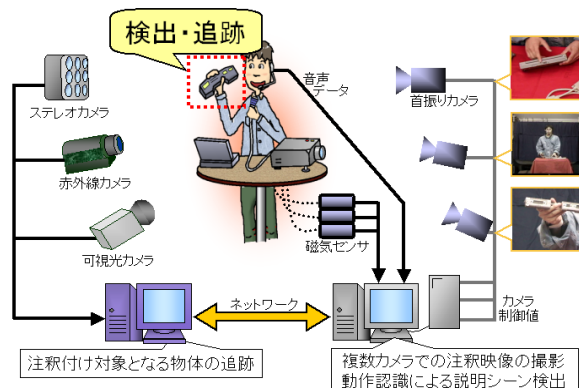 検出・追跡
音声
データ
ステレオカメラ
首振りカメラ
赤外線カメラ
可視光カメラ
磁気センサ
カメラ
制御値
ネットワーク
注釈付け対象となる物体の追跡
複数カメラでの注釈映像の撮影
動作認識による説明シーン検出